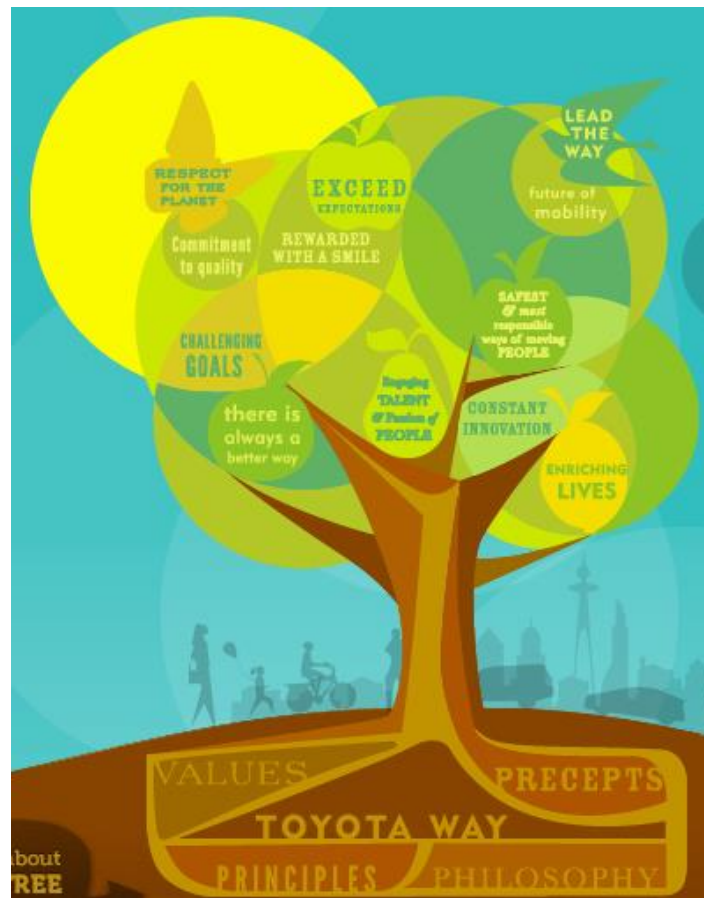 LEAD
THE
WAY
RESPECT
FOR THE
PLANET
EXCEED
EXPECTATIONS
future of
mobility
Commitment
to quality
REWARDED
WITH A SMILE
SAFEST
& most
responsible
ways of moving
PEOPLE
CHALLENGING
GOALS
Engaging
TALENT
& Passion of
PEOPLE
there is
always a
better way
CONSTANT
INNOVATION
ENRICHING
LIVES
VALUES
PRECEPTS
TOYOTA WAY
PRINCIPLES
PHILOSOPHY
bout
REE